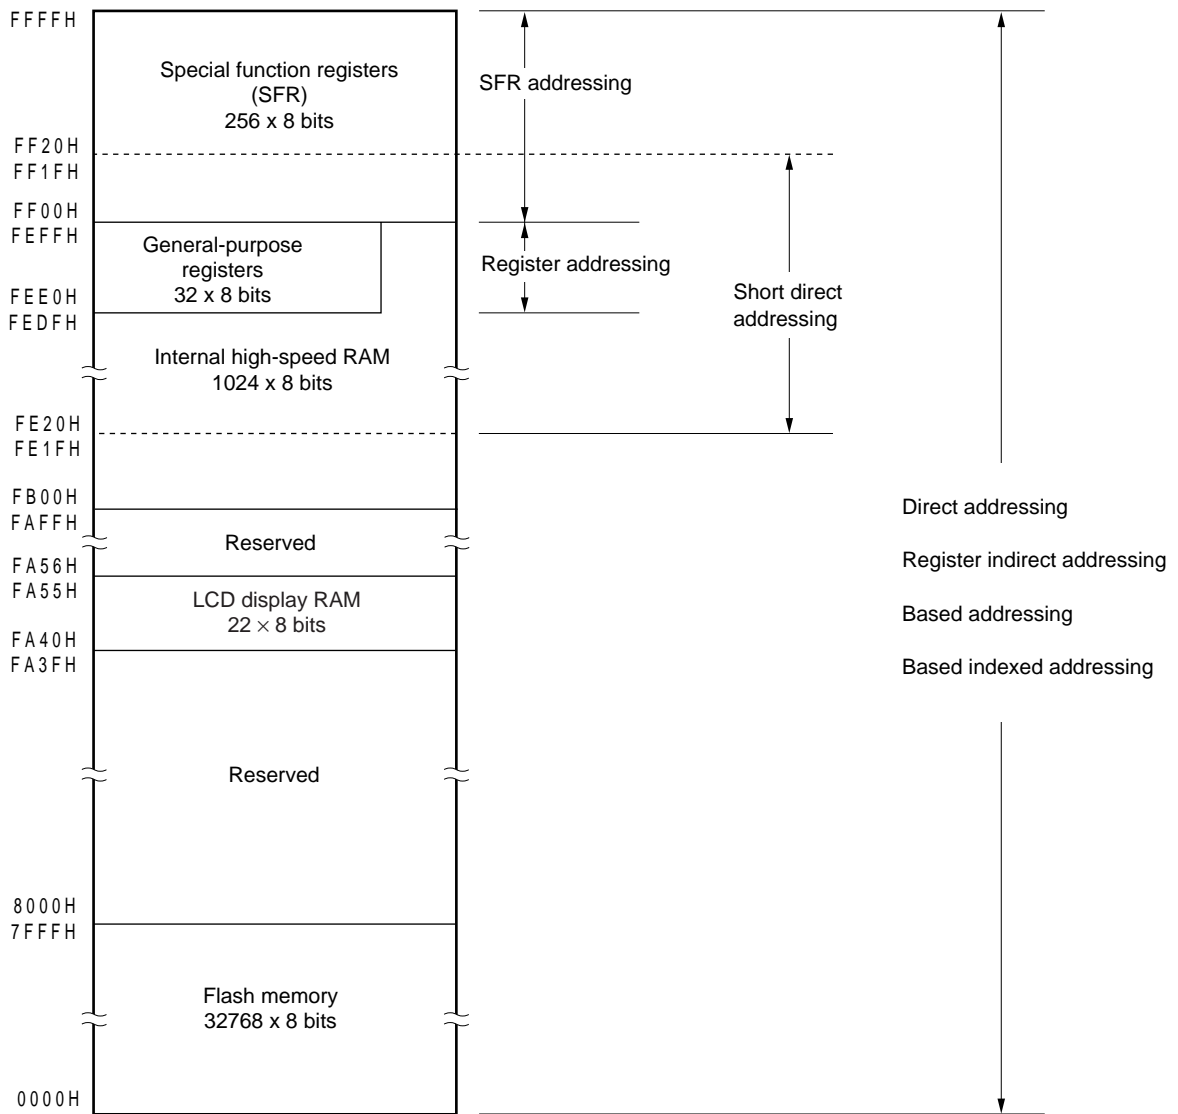 FFFFH
Special function registers
(SFR)
256 x 8 bits
SFR addressing
FF20H
FF1FH
FF00H
FEFFH
General-purpose
registers
32 x 8 bits
Register addressing
FEE0H
FEDFH
Short direct
addressing
Internal high-speed RAM
1024 x 8 bits
FE20H
FE1FH
FB00H
FAFFH
Reserved
FA56H
FA55H
LCD display RAM
22 × 8 bits
FA40H
FA3FH
Direct addressing
Register indirect addressing
Based addressing
Based indexed addressing
Reserved
8000H
7FFFH
Flash memory
32768 x 8 bits
0000H